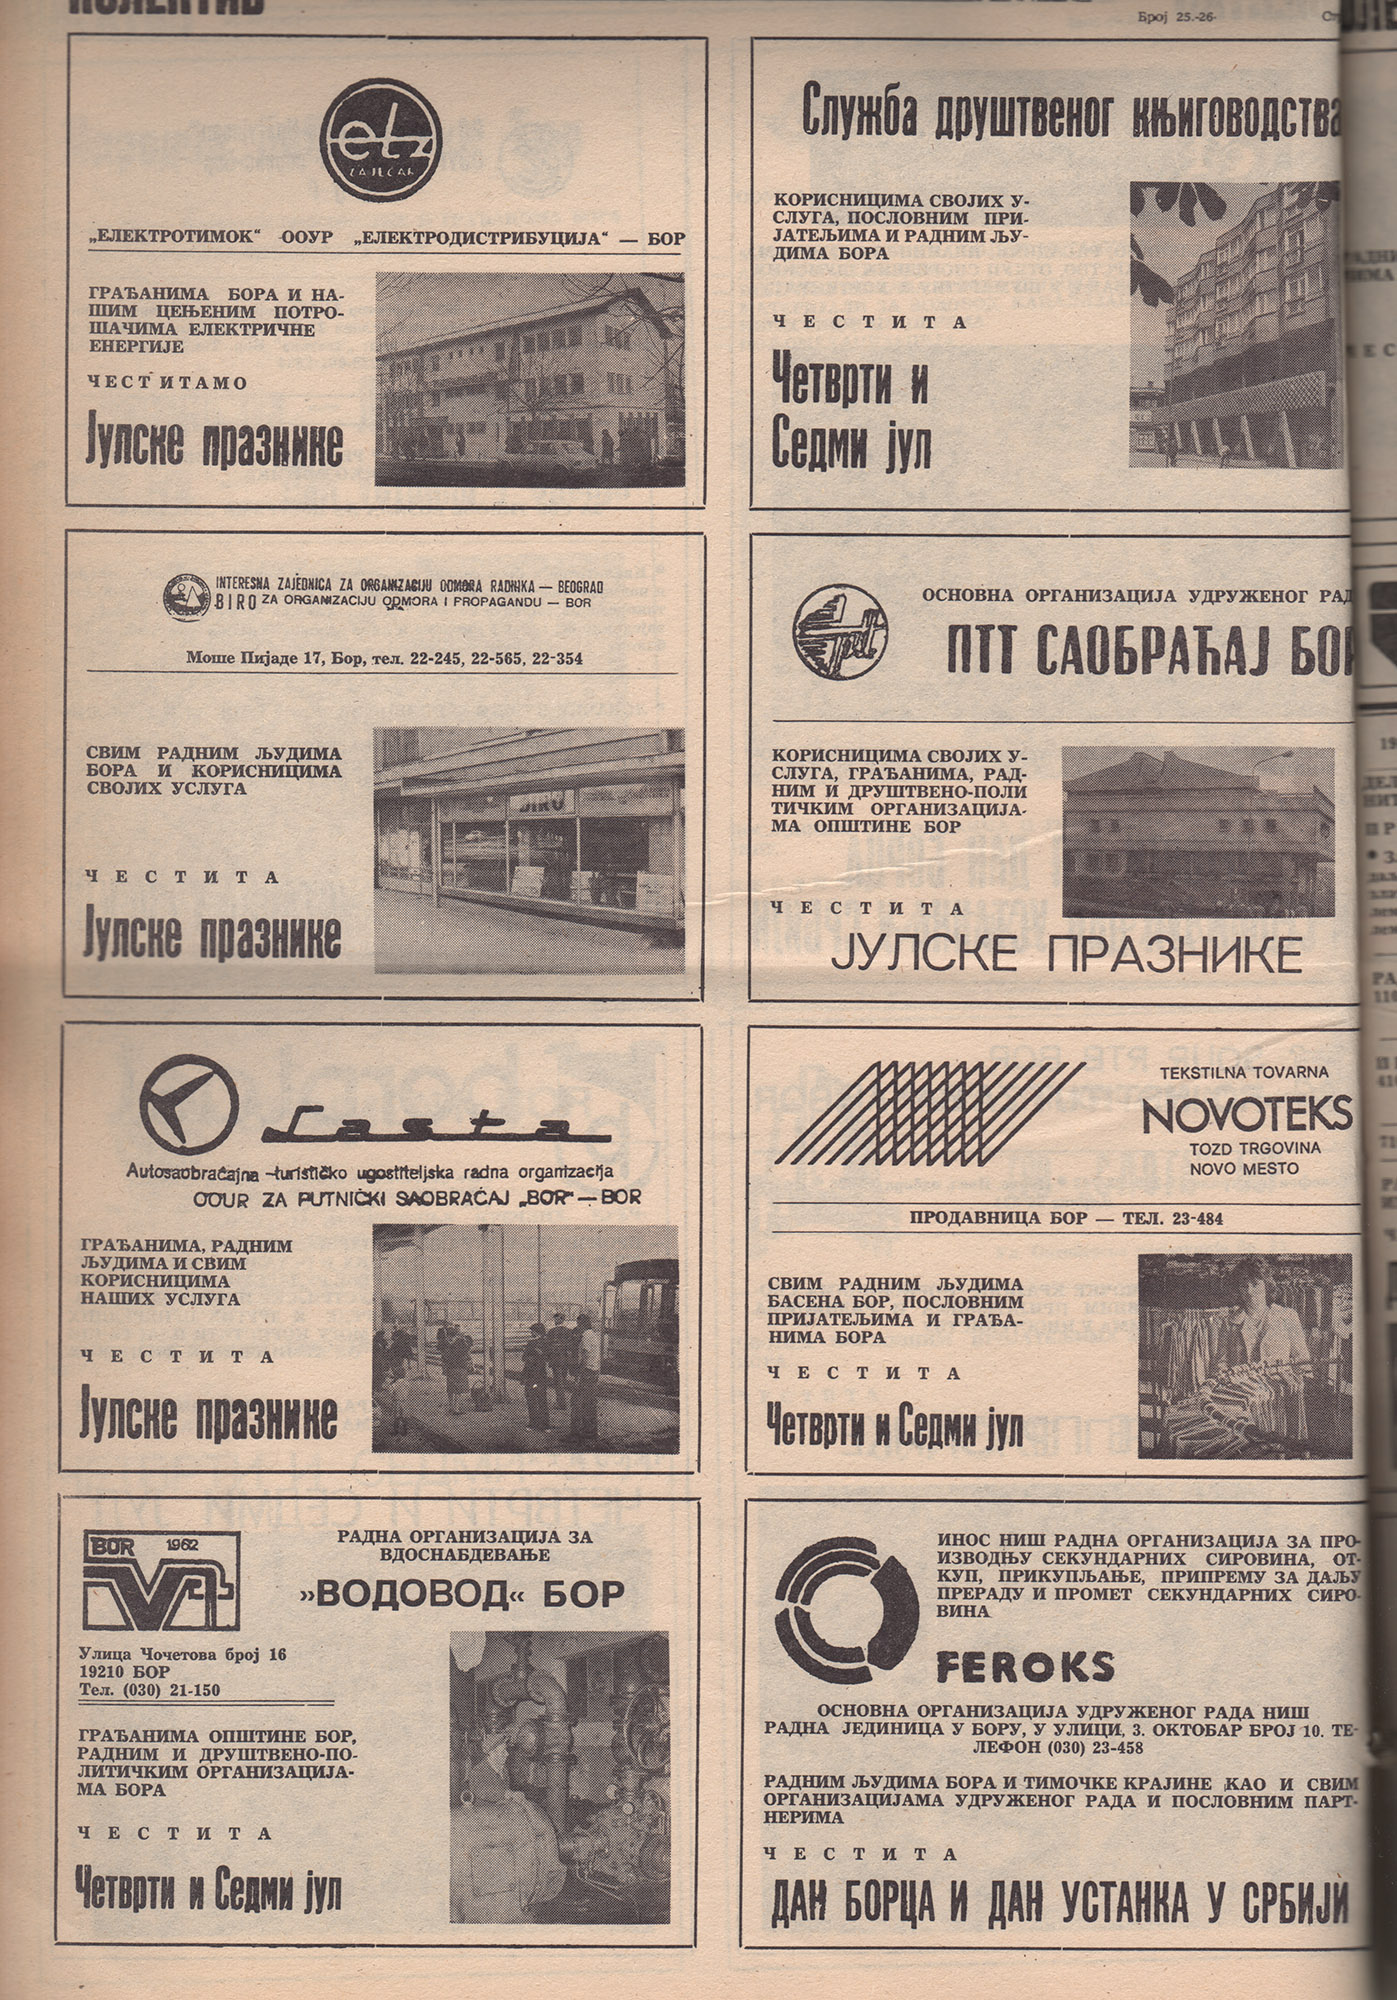 КОЛЕКТИВ
Број 25.-26-
etz
ZAJEČAR
„ЕЛЕКТРОТИМОК“ -ООУР „ЕЛЕКТРОДИСТРИБУЦИЈА“ — БОР
ГРАЂАНИМА БОРА И НА-
ШИМ ЦЕЊЕНИМ ПОТРО-
ШАЧИМА ЕЛЕКТРИЧНЕ
ЕНЕРГИЈЕ
ЧЕСТИТАМО
Јулске празнике
Служба друштвеног књиговодства
КОРИСНИЦИМА СВОЈИХ У-
СЛУГА, ПОСЛОВНИМ ПРИ-
ЈАТЕЉИМА И РАДНИМ ЉУ-
ДИМА БОРА
ЧЕСТИТА
Четврти и
Седми јул
INTERESNA ZAJEDNICA ZA ORGANIZACIJU ODMORA RADNIKA — BEOGRAD
BIRO ZA ORGANIZACIJU ODMORA I PROPAGANDU — BOR
Моше Пијаде 17, Бор, тел. 22-245, 22-565, 22-354
СВИМ РАДНИМ ЉУДИМА
БОРА И КОРИСНИЦИМА
СВОЈИХ УСЛУГА
BIRO
ЧЕСТИТА
Јулске празнике
ptt
ОСНОВНА ОРГАНИЗАЦИЈА УДРУЖЕНОГ РАД
ПТТ САОБРАЋАЈ БОР
КОРИСНИЦИМА СВОЈИХ У-
СЛУГА, ГРАЂАНИМА, РАД-
НИМ И ДРУШТВЕНО-ПОЛИ
ТИЧКИМ ОРГАНИЗАЦИЈА-
МА ОПШТИНЕ БОР
ЧЕСТИТА
ЈУЛСКЕ ПРАЗНИКЕ
Lasta
Autosaobraćajna —turističko ugostiteljska radna organizacija
OOUR ZA PUTNIČKI SAOBRAĆAJ „BOR“ — BOR
ГРАЂАНИМА, РАДНИМ
ЉУДИМА И СВИМ
КОРИСНИЦИМА
НАШИХ УСЛУГА
ЧЕСТИТА
Јулске празнике
TEKSTILNA TOVARNA
NOVOTEKS
TOZD TRGOVINA
NOVO MESTO
ПРОДАВНИЦА БОР — ТЕЛ. 23-484
СВИМ РАДНИМ ЉУДИМА
БАСЕНА БОР, ПОСЛОВНИМ
ПРИЈАТЕЉИМА И ГРАЂА-
НИМА БОРА
ЧЕСТИТА
Четврти и Седми јул
BOR 1962
РАДНА ОРГАНИЗАЦИЈА ЗА
ВДОСНАБДЕВАЊЕ
»ВОДОВОД« БОР
Улица Чочетова број 16
19210 БОР
Тел. (030) 21-150
ГРАЂАНИМА ОПШТИНЕ БОР,
РАДНИМ И ДРУШТВЕНО-ПО-
ЛИТИЧКИМ ОРГАНИЗАЦИЈА-
МА БОРА
ЧЕСТИТА
Четврти и Седми јул
ИНОС НИШ РАДНА ОРГАНИЗАЦИЈА ЗА ПРО-
ИЗВОДЊУ СЕКУНДАРНИХ СИРОВИНА, ОТ-
КУП, ПРИКУПЉАЊЕ, ПРИПРЕМУ ЗА ДАЉУ
ПРЕРАДУ И ПРОМЕТ СЕКУНДАРНИХ СИРО-
ВИНА
FEROKS
ОСНОВНА ОРГАНИЗАЦИЈА УДРУЖЕНОГ РАДА НИШ
РАДНА ЈЕДИНИЦА У БОРУ, У УЛИЦИ, 3. ОКТОБАР БРОЈ 10. ТЕ-
ЛЕФОН (030) 23-458
РАДНИМ ЉУДИМА БОРА И ТИМОЧКЕ КРАЈИНЕ КАО И СВИМ
ОРГАНИЗАЦИЈАМА УДРУЖЕНОГ РАДА И ПОСЛОВНИМ ПАРТ-
НЕРИМА
ЧЕСТИТА
ДАН БОРЦА И ДАН УСТАНКА У СРБИЈИ